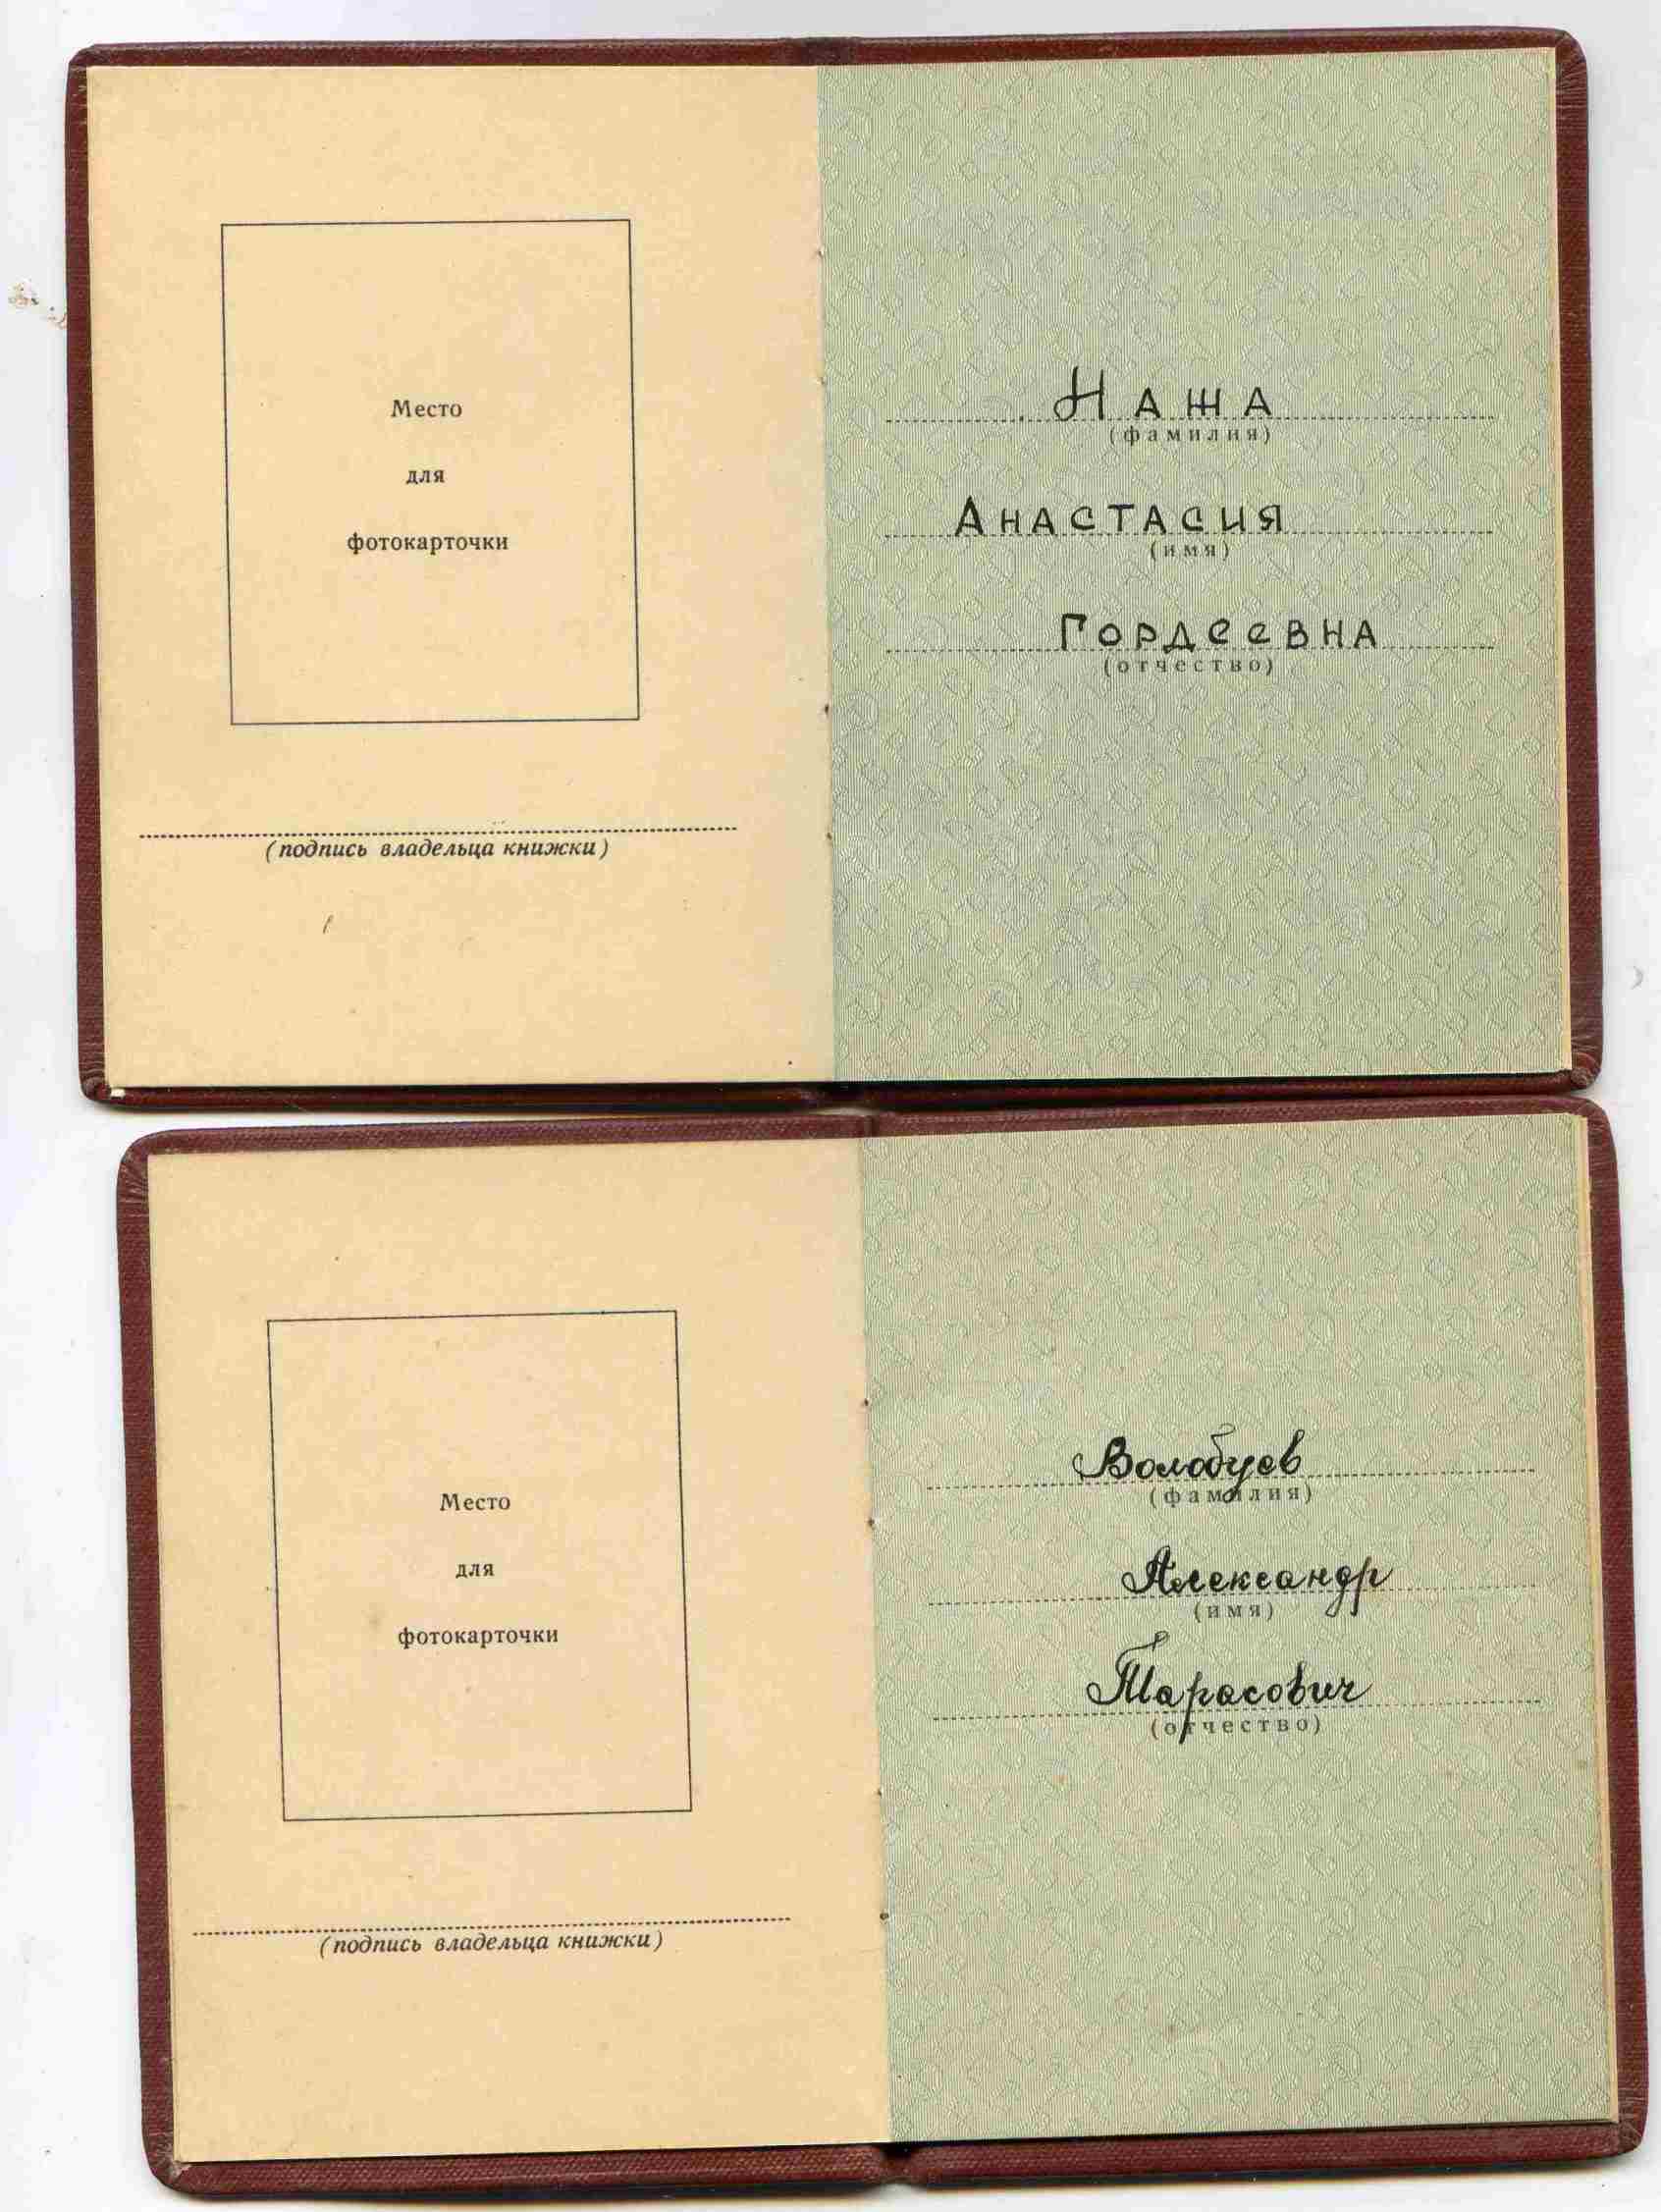 Место
для
фотокарточки
(подпись владельца книжки)
НАША
(фамилия)
АНАСТАСИЯ
(имя)
ГОРДЕЕВНА
(отчество)
Место
для
фотокарточки
(подпись владельца книжки)
Волобуев
(фамилия)
Александр
(имя)
Тарасович
(отчество)